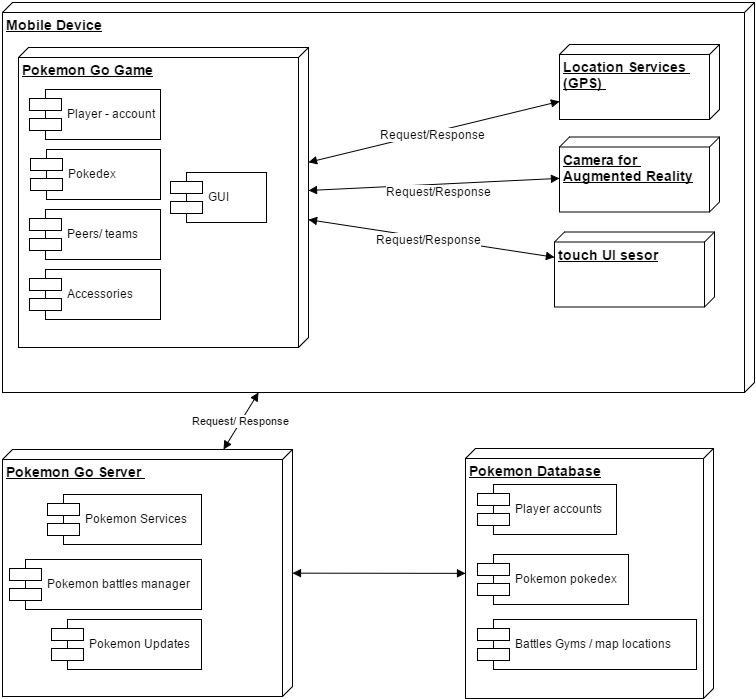 Mobile Device
Pokemon Go Game
Player - account
Pokedex
GUI
Peers/ teams
Accessories
Location Services
(GPS)
Request/Response
Camera for
Augmented Reality
Request/Response
Request/Response
touch UI sesor
Request/ Response
Pokemon Go Server
Pokemon Services
Pokemon battles manager
Pokemon Updates
Pokemon Database
Player accounts
Pokemon pokedex
Battles Gyms / map locations